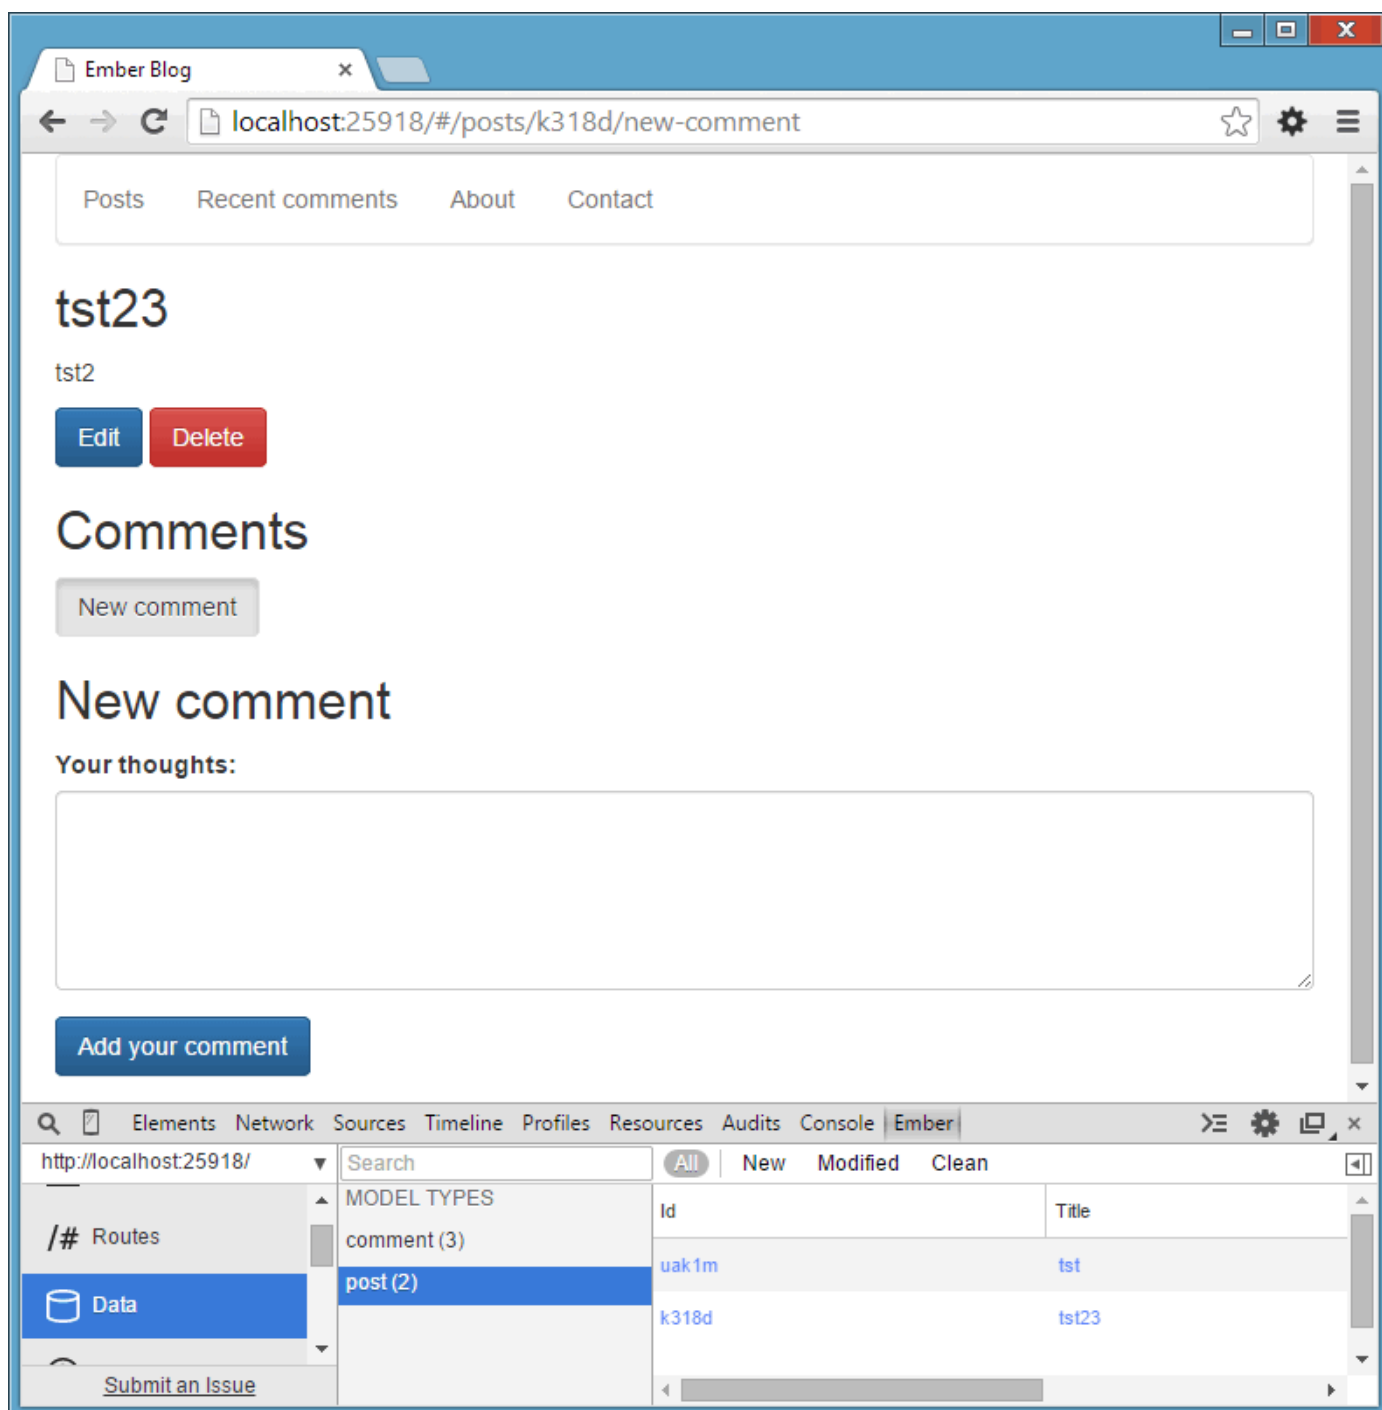 Ember Blog
localhost:25918/#/posts/k318d/new-comment
Posts Recent comments About Contact
tst23
tst2
Edit Delete
Comments
New comment
New comment
Your thoughts:
Add your comment
Elements Network Sources Timeline Profiles Resources Audits Console Ember
http://localhost:25918/ Search All New Modified Clean
MODEL TYPES
Id Title
/# Routes
comment (3)
uak1m tst
post (2)
Data
k318d tst23
Submit an Issue